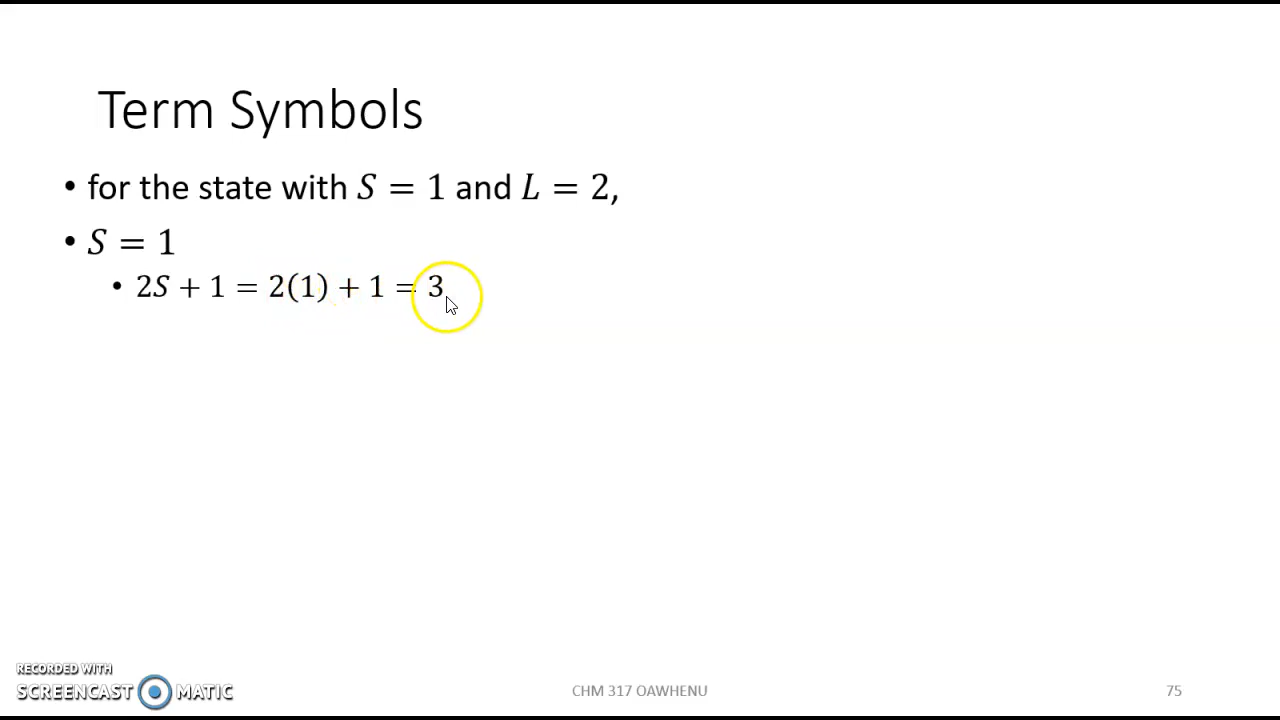 Term Symbols
• for the state with S = 1 and L = 2,
• S = 1
• 2S + 1 = 2(1) + 1 = 3
RECORDED WITH
SCREENCAST MATIC
CHM 317 OAWHENU
75